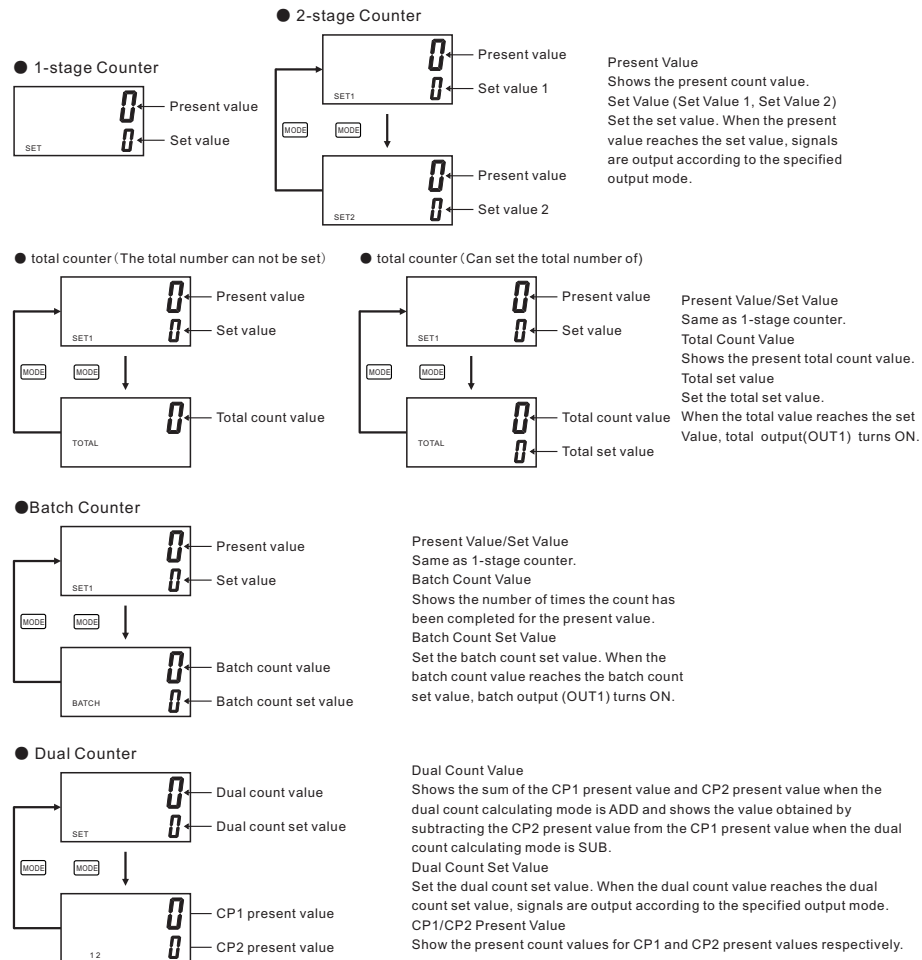 ● 2-stage Counter
0
Present value
SET1
0
Set value 1
MODE
MODE
0
Present value
SET2
0
Set value 2
● 1-stage Counter
0
Present value
SET
0
Set value
Present Value
Shows the present count value.
Set Value (Set Value 1, Set Value 2)
Set the set value. When the present
value reaches the set value, signals
are output according to the specified
output mode.
● total counter（The total number can not be set）
0
Present value
SET1
0
Set value
MODE
MODE
0
Total count value
TOTAL
● total counter（Can set the total number of)
0
Present value
SET1
0
Set value
MODE
MODE
0
Total count value
TOTAL
0
Total set value
Present Value/Set Value
Same as 1-stage counter.
Total Count Value
Shows the present total count value.
Total set value
Set the total set value.
When the total value reaches the set
Value, total output(OUT1) turns ON.
●Batch Counter
0
Present value
SET1
0
Set value
MODE
MODE
0
Batch count value
BATCH
0
Batch count set value
Present Value/Set Value
Same as 1-stage counter.
Batch Count Value
Shows the number of times the count has
been completed for the present value.
Batch Count Set Value
Set the batch count set value. When the
batch count value reaches the batch count
set value, batch output (OUT1) turns ON.
● Dual Counter
0
Dual count value
SET
0
Dual count set value
MODE
MODE
0
CP1 present value
1 2
0
CP2 present value
Dual Count Value
Shows the sum of the CP1 present value and CP2 present value when the
dual count calculating mode is ADD and shows the value obtained by
subtracting the CP2 present value from the CP1 present value when the dual
count calculating mode is SUB.
Dual Count Set Value
Set the dual count set value. When the dual count value reaches the dual
count set value, signals are output according to the specified output mode.
CP1/CP2 Present Value
Show the present count values for CP1 and CP2 present values respectively.